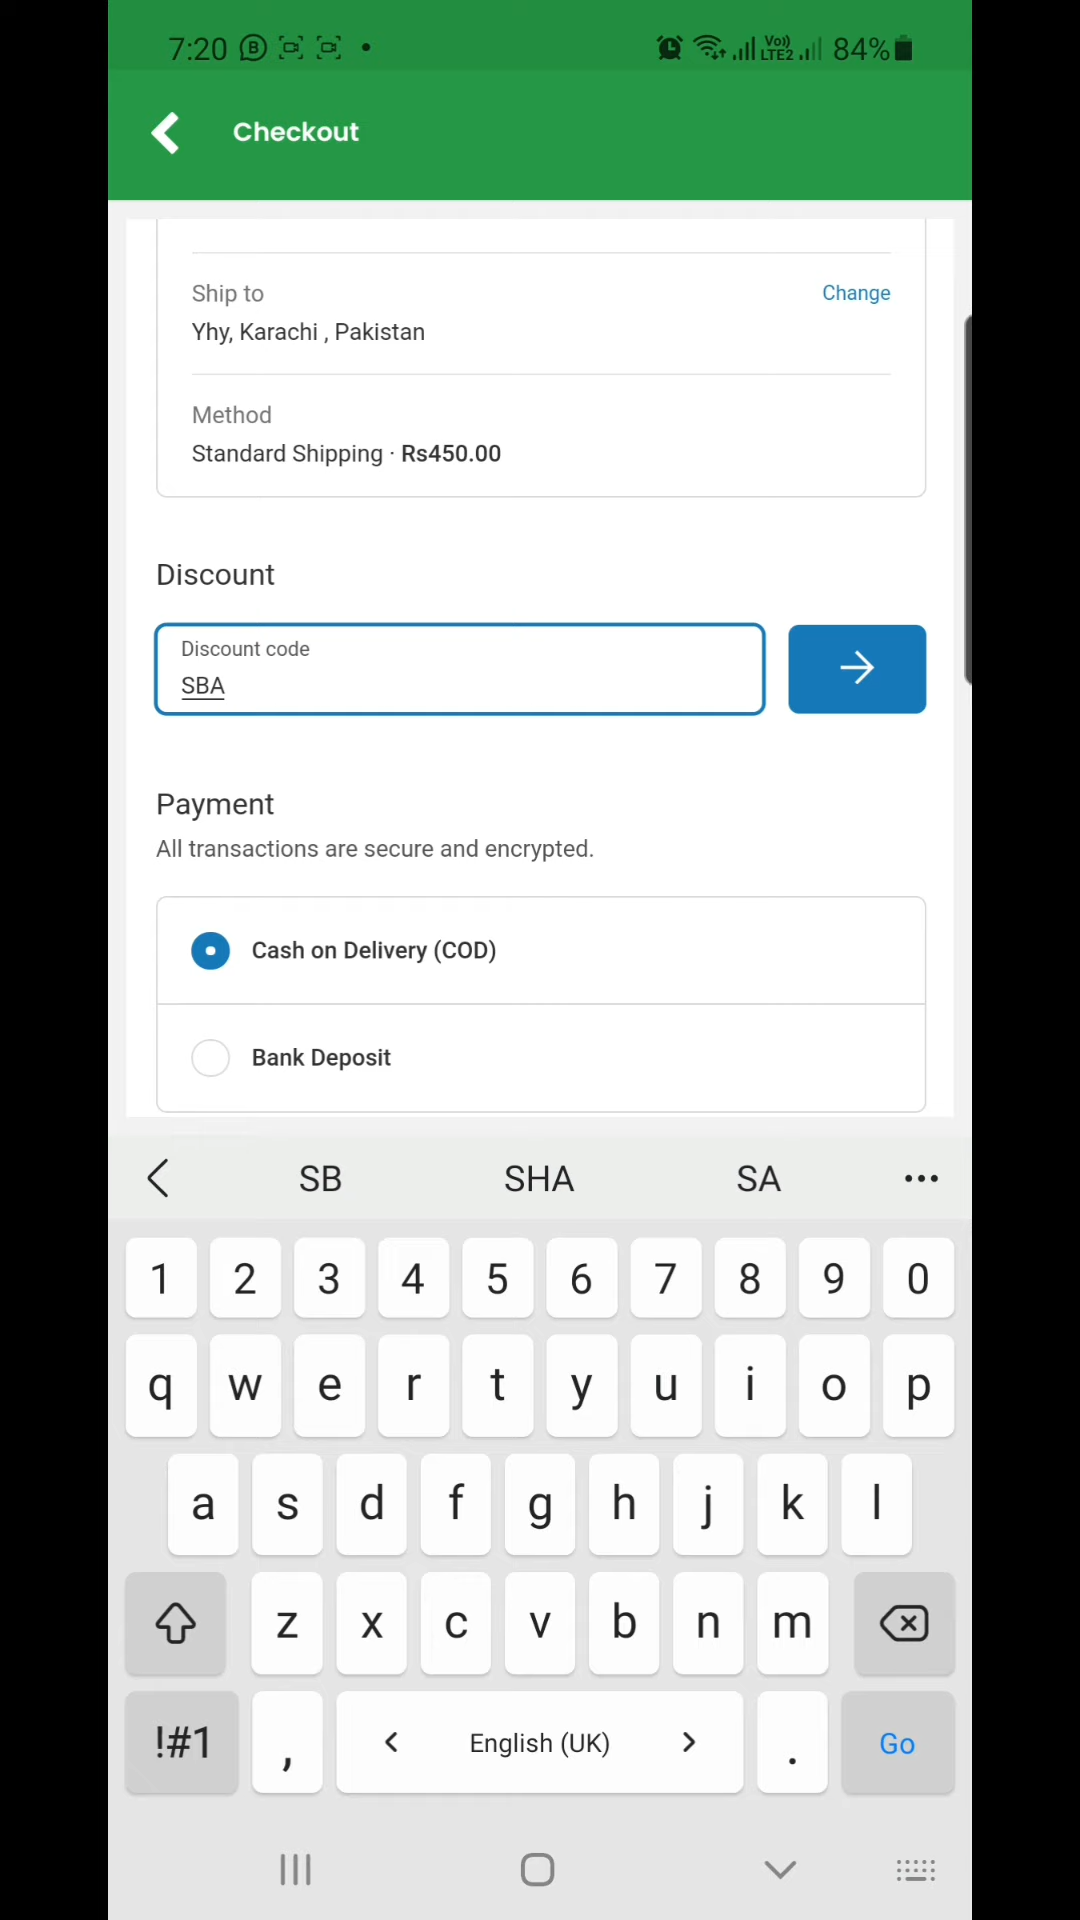 7:20 84%
Vo)) LTE2
Checkout
Ship to Change
Yhy, Karachi , Pakistan
Method
Standard Shipping · Rs450.00
Discount
Discount code
SBA
Payment
All transactions are secure and encrypted.
Cash on Delivery (COD)
Bank Deposit
SB SHA SA
1 2 3 4 5 6 7 8 9 0
q w e r t y u i o p
a s d f g h j k l
z x c v b n m
!#1 , English (UK) . Go